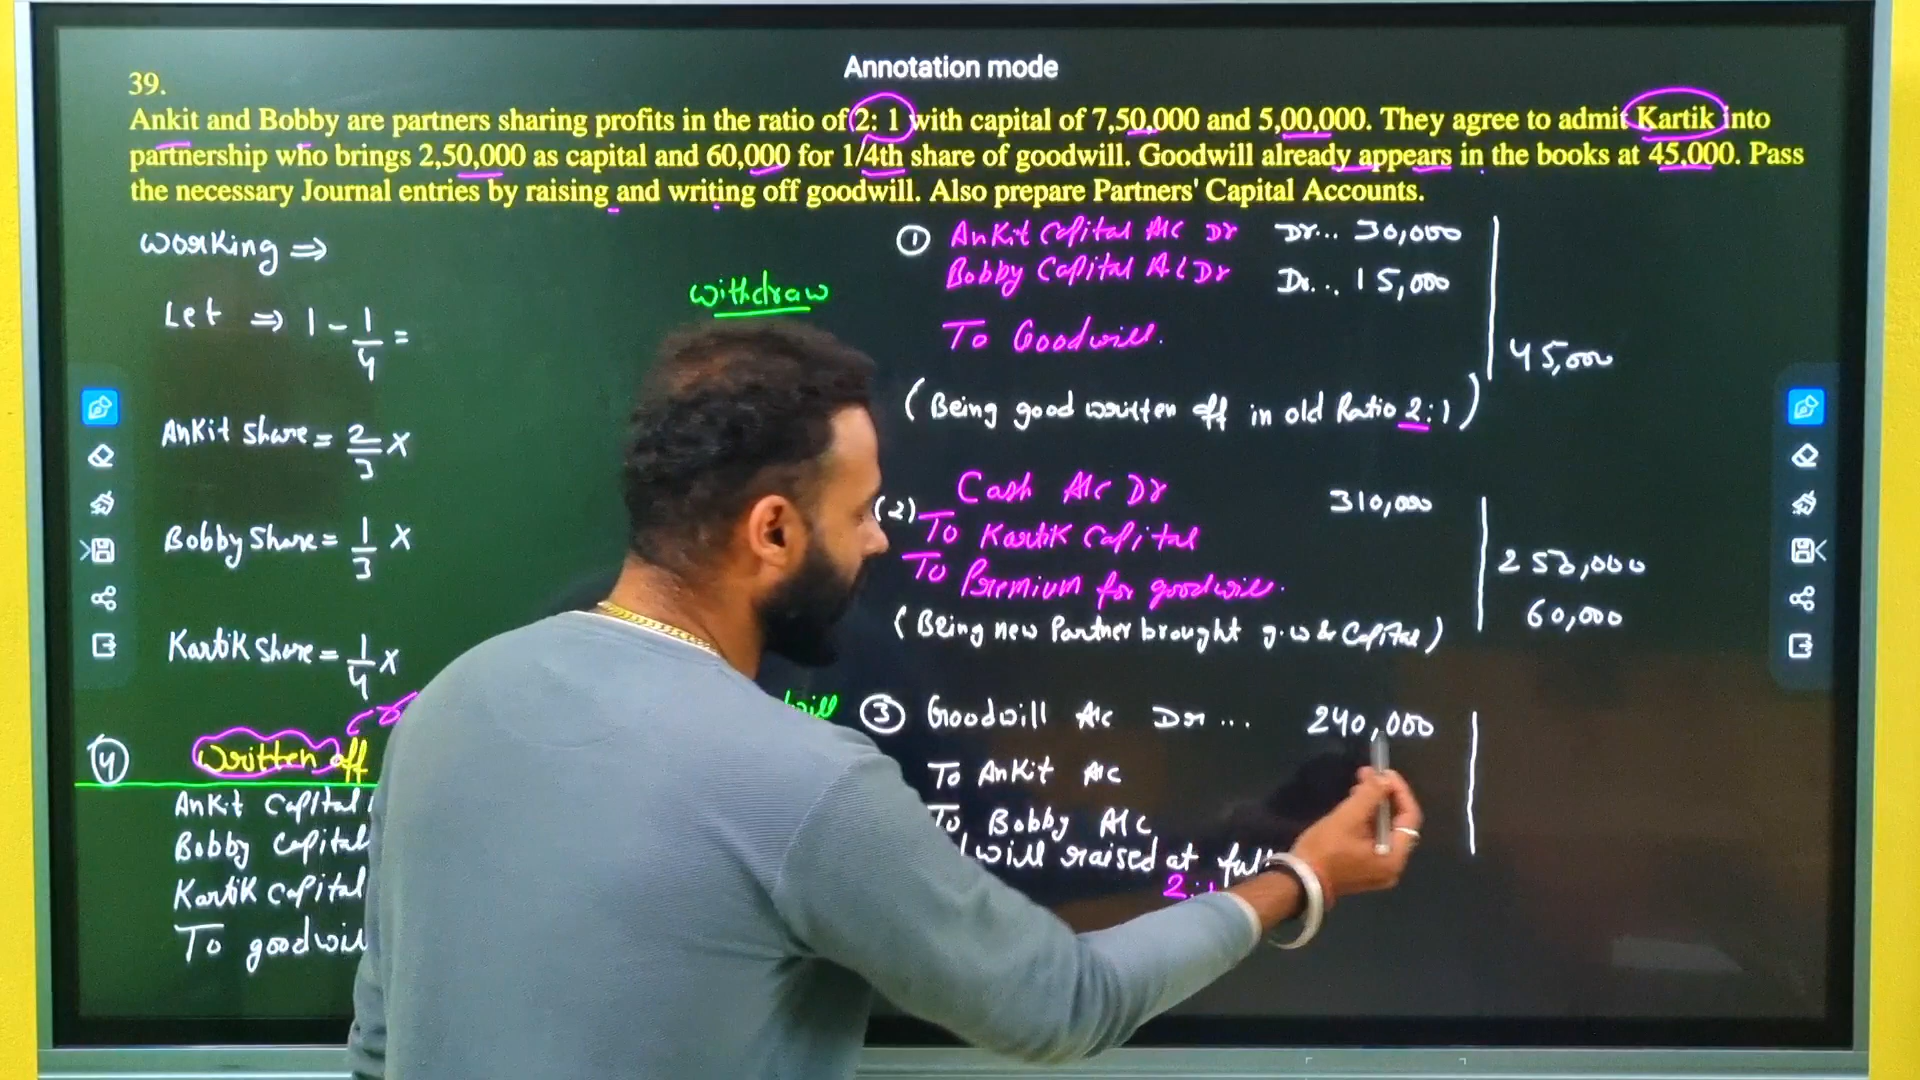 Annotation mode
39.
Ankit and Bobby are partners sharing profits in the ratio of 2: 1 with capital of 7,50,000 and 5,00,000. They agree to admit Kartik into
partnership who brings 2,50,000 as capital and 60,000 for 1/4th share of goodwill. Goodwill already appears in the books at 45,000. Pass
the necessary Journal entries by raising and writing off goodwill. Also prepare Partners' Capital Accounts.
Working ⇒
Let ⇒ 1 - 1/4 =
Ankit Share = 2/3 X
Bobby Share = 1/3 X
Kartik Share = 1/4 X
(4) Written off
Ankit Capital
Bobby Capital
Kartik Capital
To
withdraw
(1) Ankit Capital A/c Dr Dr... 30,000
Bobby Capital A/c Dr Dr... 15,000
To Goodwill. 45,000
(Being good written off in old Ratio 2:1)
(2) Cash A/c Dr 310,000
To Kartik Capital 250,000
To Premium for goodwill. 60,000
(Being new Partner brought g.w & Capital)
(3) Goodwill A/c Dr ... 240,000
To Ankit A/c
To Bobby A/c
will raised at
2: